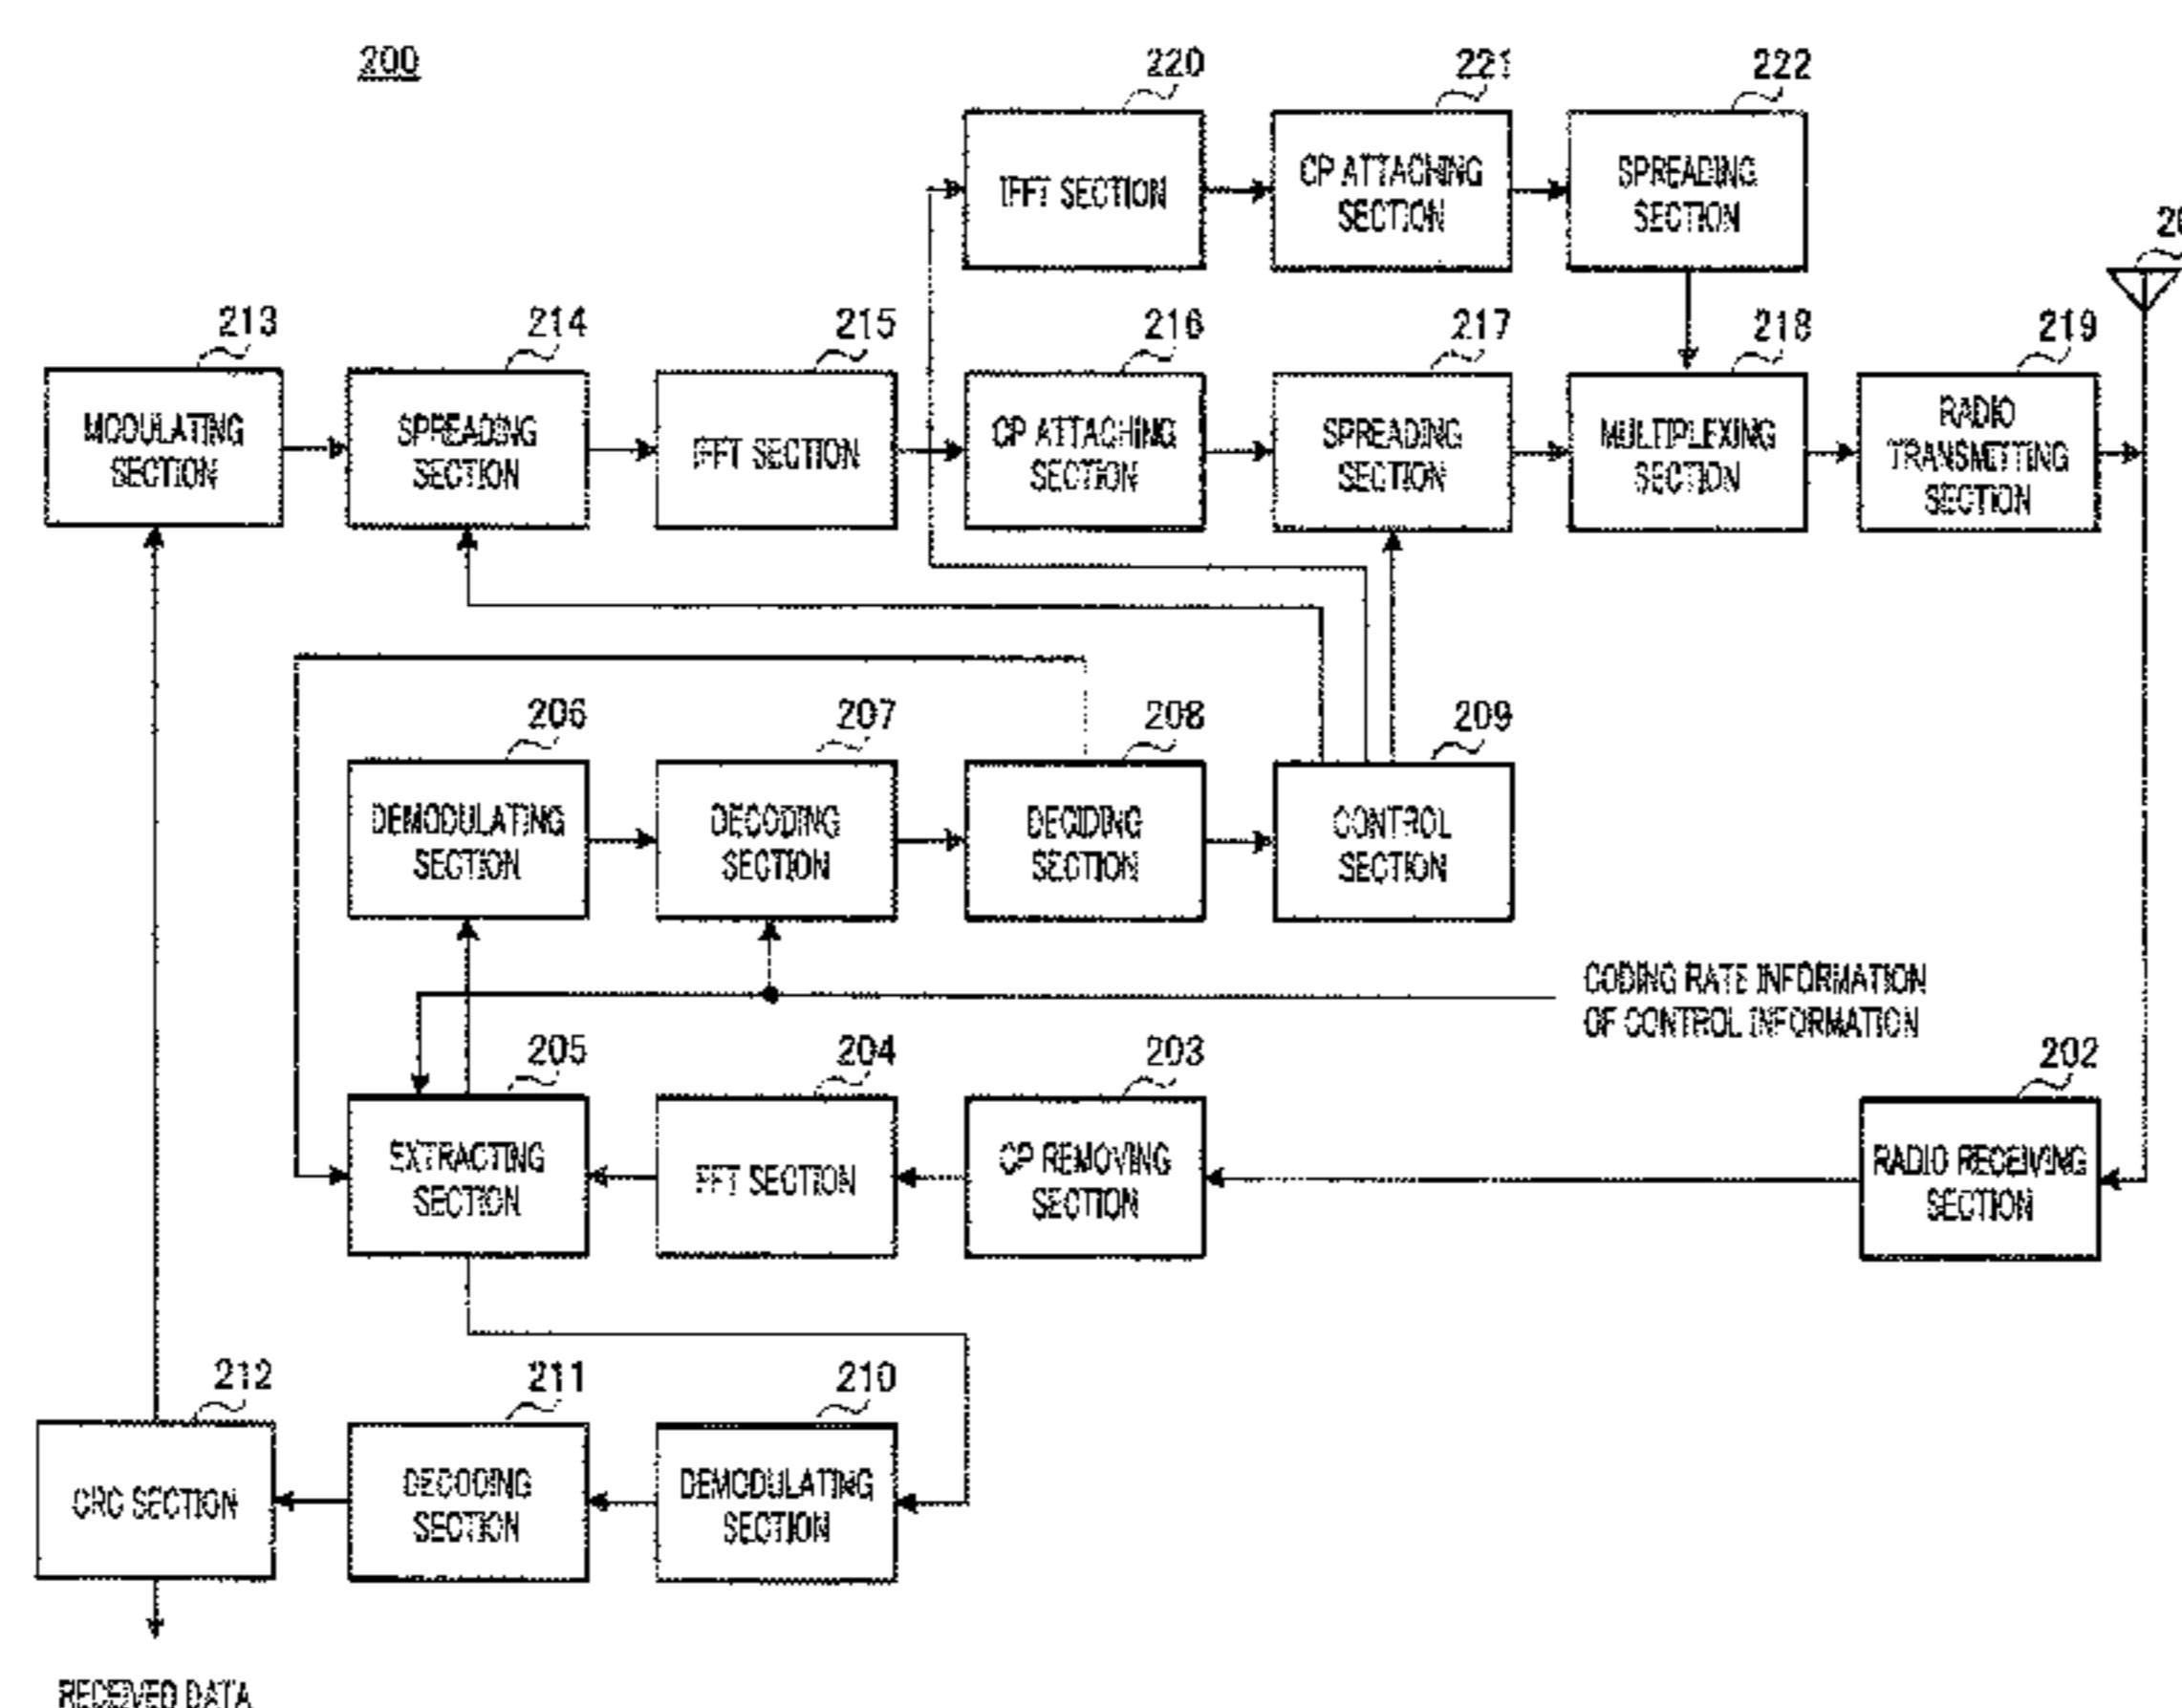 200
220
221
222
IFFT SECTION
CP ATTACHING
SECTION
SPREADING
SECTION
213
214
215
216
217
218
219
MODULATING
SECTION
SPREADING
SECTION
IFFT SECTION
CP ATTACHING
SECTION
SPREADING
SECTION
MULTIPLEXING
SECTION
RADIO
TRANSMITTING
SECTION
206
207
208
209
DEMODULATING
SECTION
DECODING
SECTION
DECIDING
SECTION
CONTROL
SECTION
CODING RATE INFORMATION
OF CONTROL INFORMATION
205
204
203
202
EXTRACTING
SECTION
FFT SECTION
CP REMOVING
SECTION
RADIO RECEIVING
SECTION
212
211
210
CRC SECTION
DECODING
SECTION
DEMODULATING
SECTION
RECEIVED DATA